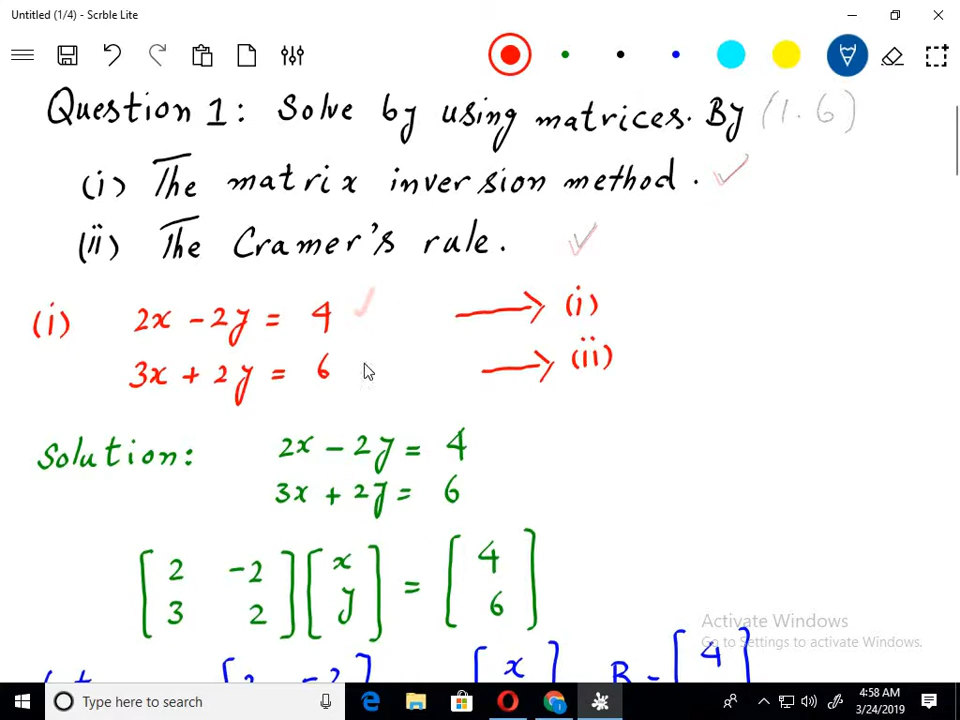 Untitled (1/4) - Scrble Lite
Question 1: Solve by using matrices. By (1.6)
(i) The matrix inversion method.
(ii) The Cramer's rule.
(i) 2x - 2y = 4 → (i)
3x + 2y = 6 → (ii)
Solution: 2x - 2y = 4
3x + 2y = 6
[2 -2] [x] = [4]
[3 2] [y] [6]
Activate Windows
Go to Settings to activate Windows.
[2 -2] [x] B = [4]
Type here to search
4:58 AM
3/24/2019